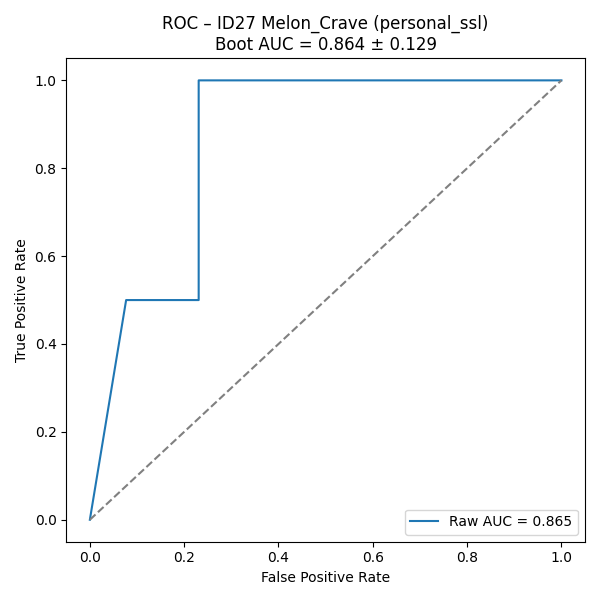 ROC – ID27 Melon_Crave (personal_ssl)
Boot AUC = 0.864 ± 0.129
True Positive Rate
1.0
0.8
0.6
0.4
0.2
0.0
Raw AUC = 0.865
0.0 0.2 0.4 0.6 0.8 1.0
False Positive Rate